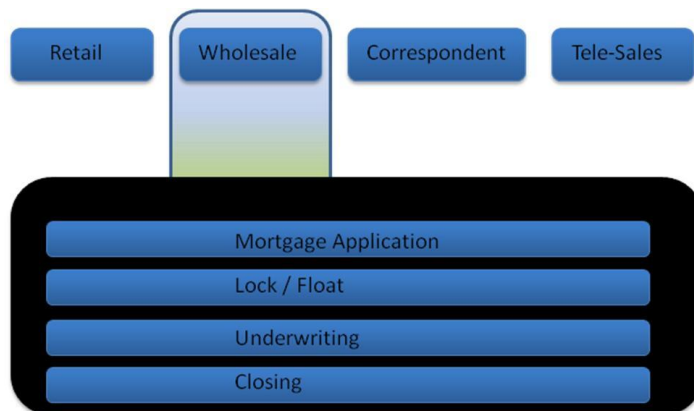 Retail
Wholesale
Correspondent
Tele-Sales
Mortgage Application
Lock / Float
Underwriting
Closing